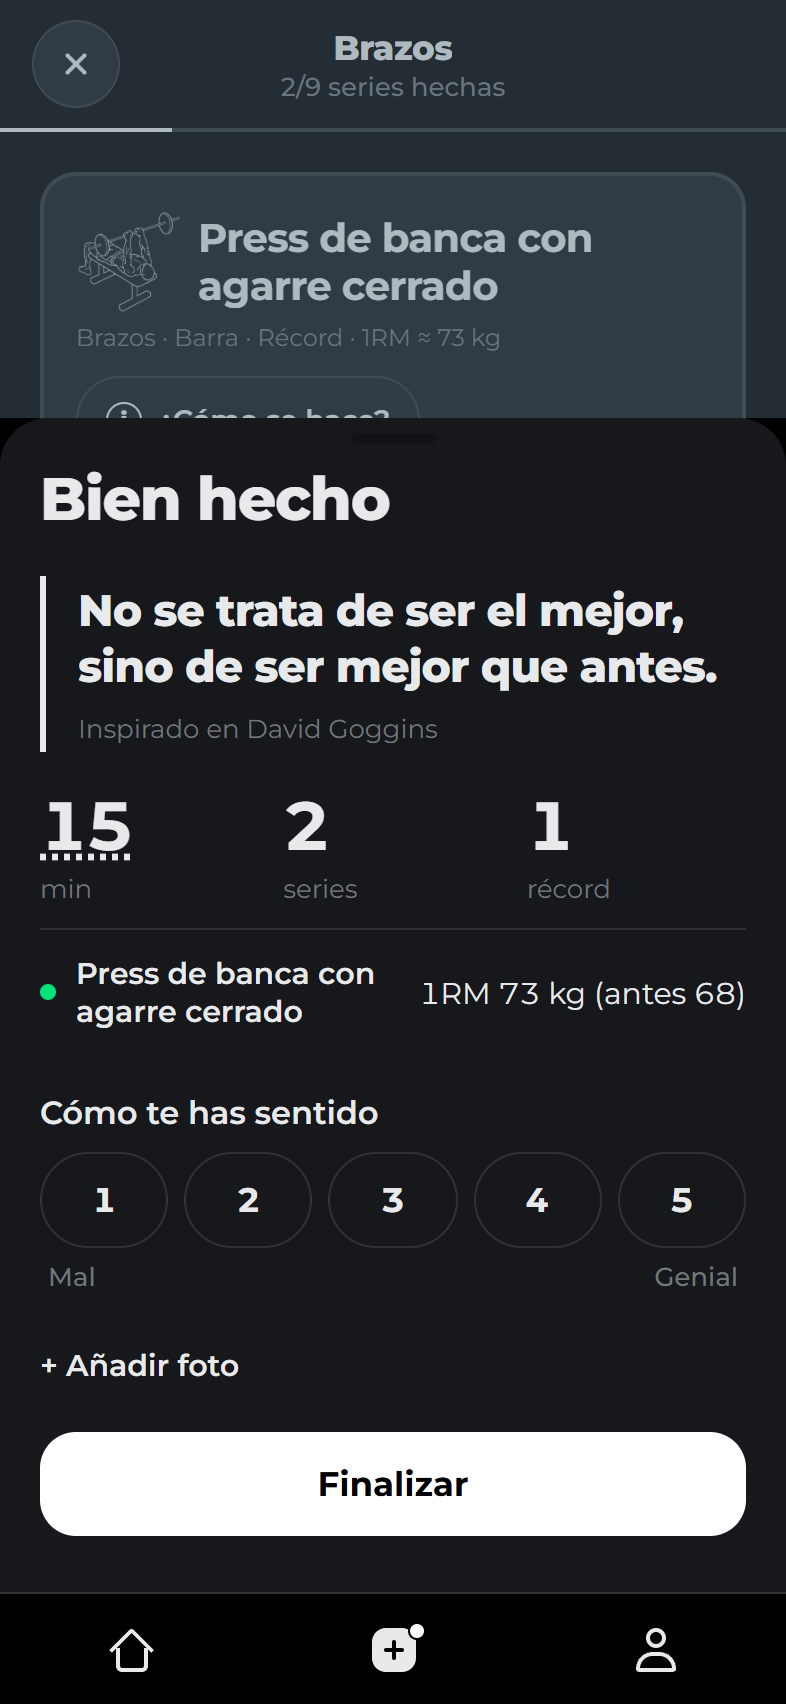 Brazos
2/9 series hechas
Press de banca con
agarre cerrado
Brazos · Barra · Récord · 1RM ≈ 73 kg
¿Cómo se hace?
Bien hecho
No se trata de ser el mejor,
sino de ser mejor que antes.
Inspirado en David Goggins
15 2 1
min series récord
Press de banca con
agarre cerrado
1RM 73 kg (antes 68)
Cómo te has sentido
1 2 3 4 5
Mal Genial
+ Añadir foto
Finalizar